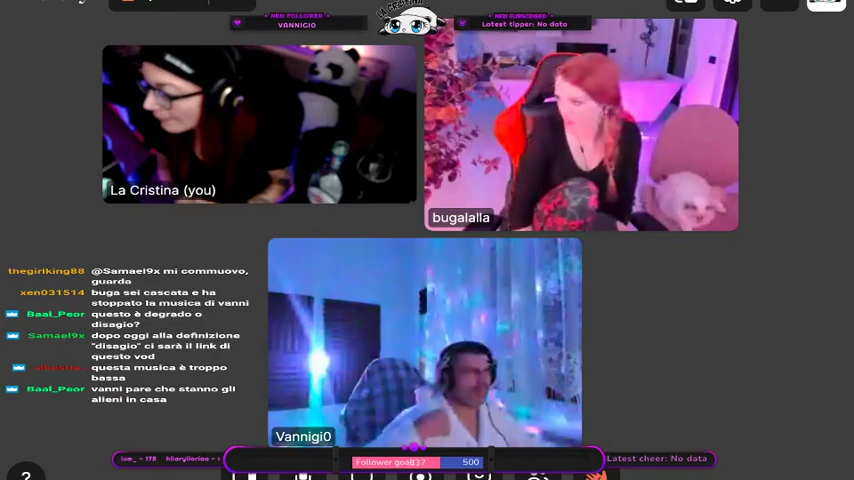 NEW FOLLOWER
VANNIGIO
LA CRISTINA
NEW SUBSCRIBER
Latest tipper: No data
La Cristina (you)
bugalalla
thegirlking88 @Samael9x mi commuovo,
guarda
xen031514 buga sei cascata e ha
stoppato la musica di vanni
Baal_Peor questo è degrado o
disagio?
Samael9x dopo oggi alla definizione
"disagio" ci sarà il link di
questo vod
questa musica è troppo
bassa
Baal_Peor vanni pare che stanno gli
alieni in casa
Vannigi0
Follower goal
337
500
Latest cheer: No data
?